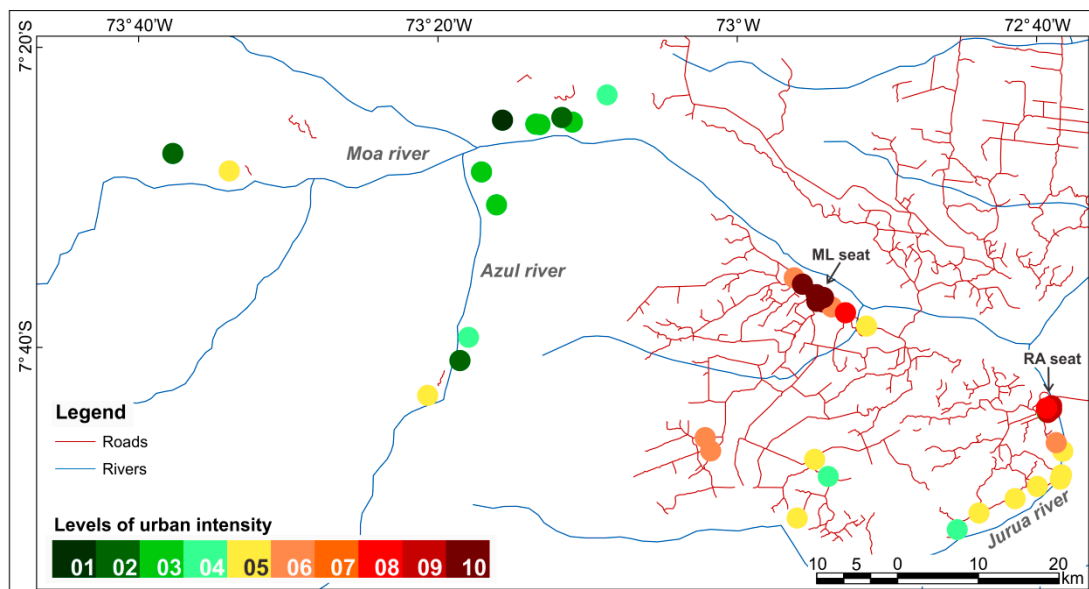 73°40'W 73°20'W 73°W 72°40'W
7°20'S
Moa river
ML seat
Azul river
7°40'S
RA seat
Legend
Roads
Rivers
Jurua river
Levels of urban intensity
01 02 03 04 05 06 07 08 09 10
10 5 0 10 20
km